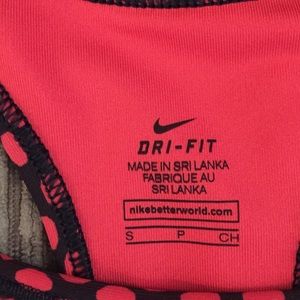 DRI-FIT
MADE IN SRI LANKA
FABRIQUE AU
SRI LANKA
nikebetterworld.com
S P CH